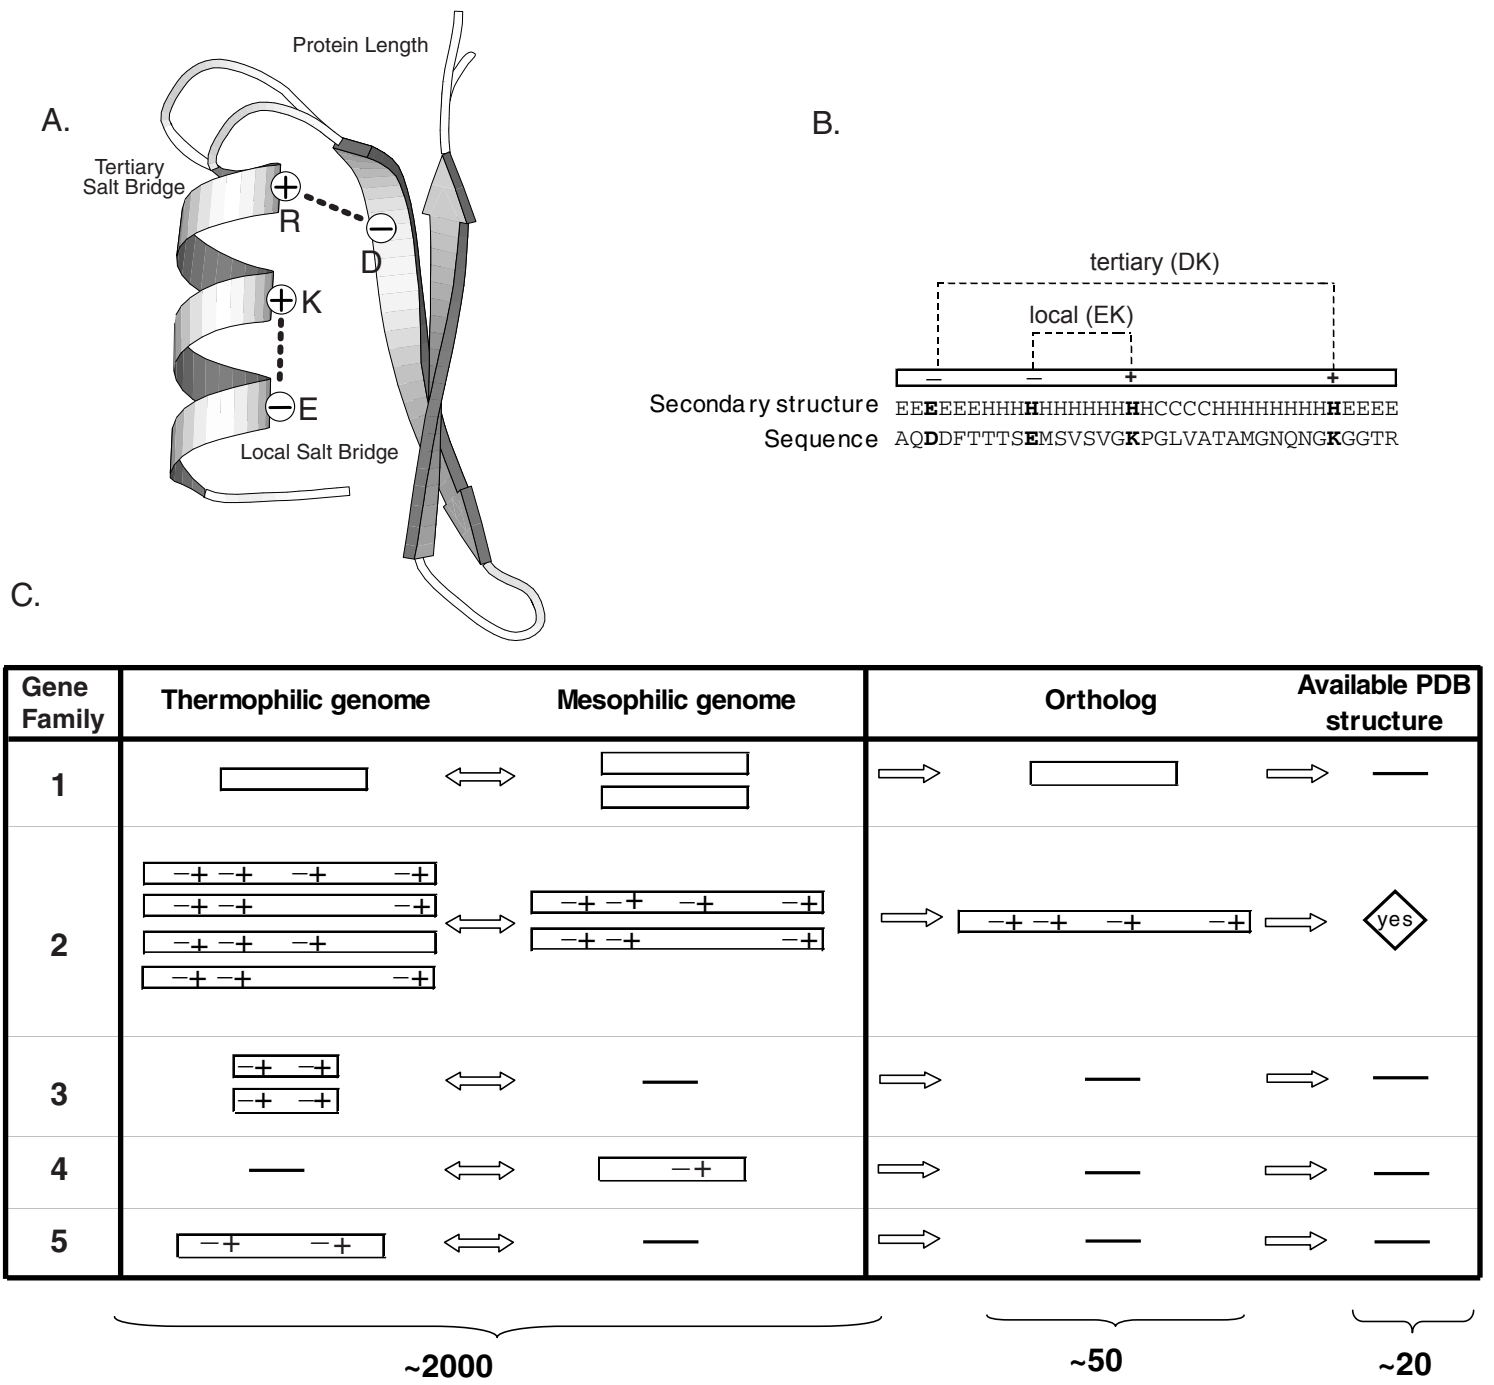 A.
Protein Length
Tertiary
Salt Bridge
+
R
−
D
+ K
− E
Local Salt Bridge
B.
tertiary (DK)
local (EK)
− − + +
Secondary structure EEEEEEHHHHHHHHHHHHCCCCHHHHHHHHHEEEE
Sequence AQDDFTTTSEMSVSVGKPGLVATAMGNQNGKGGTR
C.
Gene
Family
Thermophilic genome
Mesophilic genome
Ortholog
Available PDB
structure
1
2
−+ −+ −+ −+
−+ −+ −+
−+ −+ −+
−+ −+ −+
−+ −+ −+ −+
−+ −+ −+
−+ −+ −+ −+
yes
3
−+ −+
−+ −+
4
−+
5
−+ −+
~2000
~50
~20